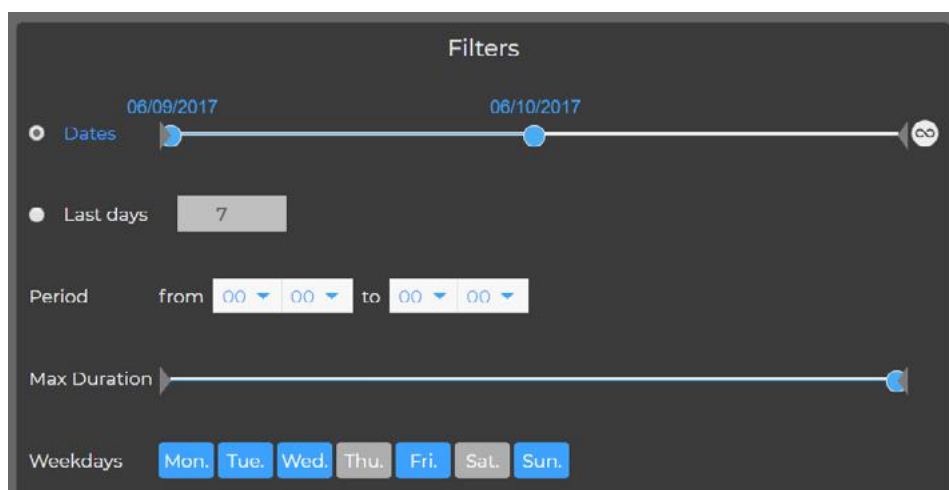 Filters
06/09/2017 06/10/2017
Dates
Last days 7
Period from 00 00 to 00 00
Max Duration
Weekdays Mon. Tue. Wed. Thu. Fri. Sat. Sun.